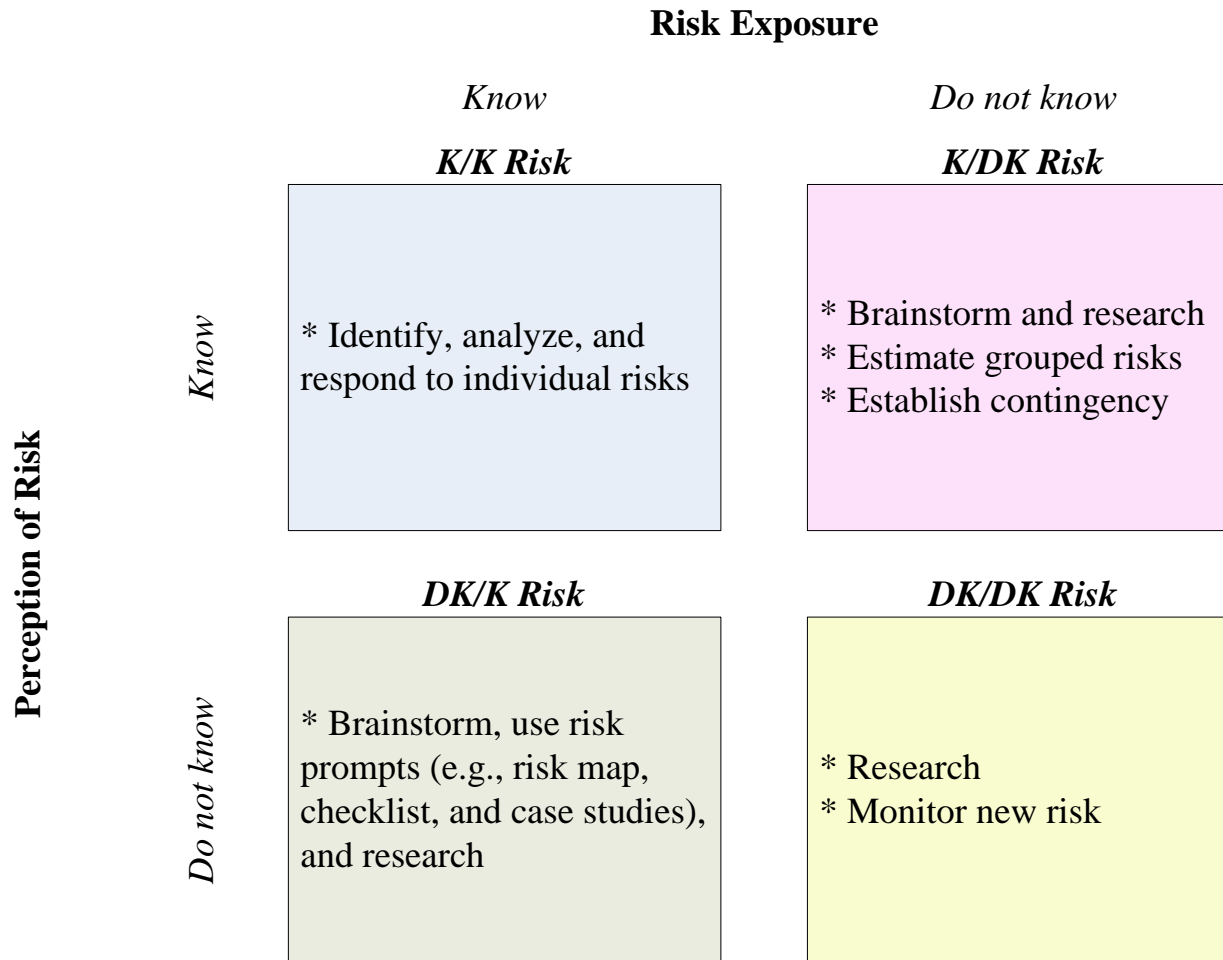 Risk Exposure
Know
Do not know
K/K Risk
K/DK Risk
Perception of Risk
Know
* Identify, analyze, and
respond to individual risks
* Brainstorm and research
* Estimate grouped risks
* Establish contingency
DK/K Risk
DK/DK Risk
Do not know
* Brainstorm, use risk
prompts (e.g., risk map,
checklist, and case studies),
and research
* Research
* Monitor new risk